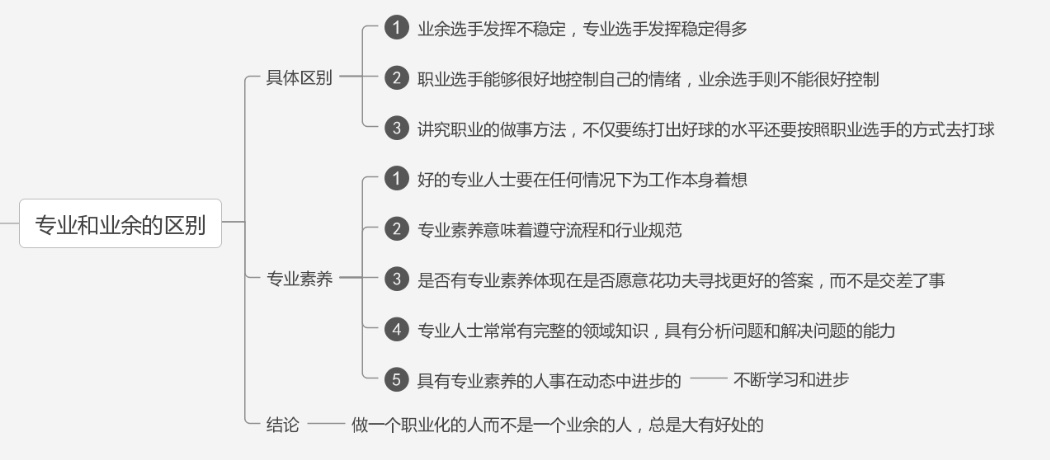 专业和业余的区别
具体区别
1 业余选手发挥不稳定，专业选手发挥稳定得多
2 职业选手能够很好地控制自己的情绪，业余选手则不能很好控制
3 讲究职业的做事方法，不仅要练打出好球的水平还要按照职业选手的方式去打球
专业素养
1 好的专业人士要在任何情况下为工作本身着想
2 专业素养意味着遵守流程和行业规范
3 是否有专业素养体现在是否愿意花功夫寻找更好的答案，而不是交差了事
4 专业人士常常有完整的领域知识，具有分析问题和解决问题的能力
5 具有专业素养的人事在动态中进步的
不断学习和进步
结论
做一个职业化的人而不是一个业余的人，总是大有好处的